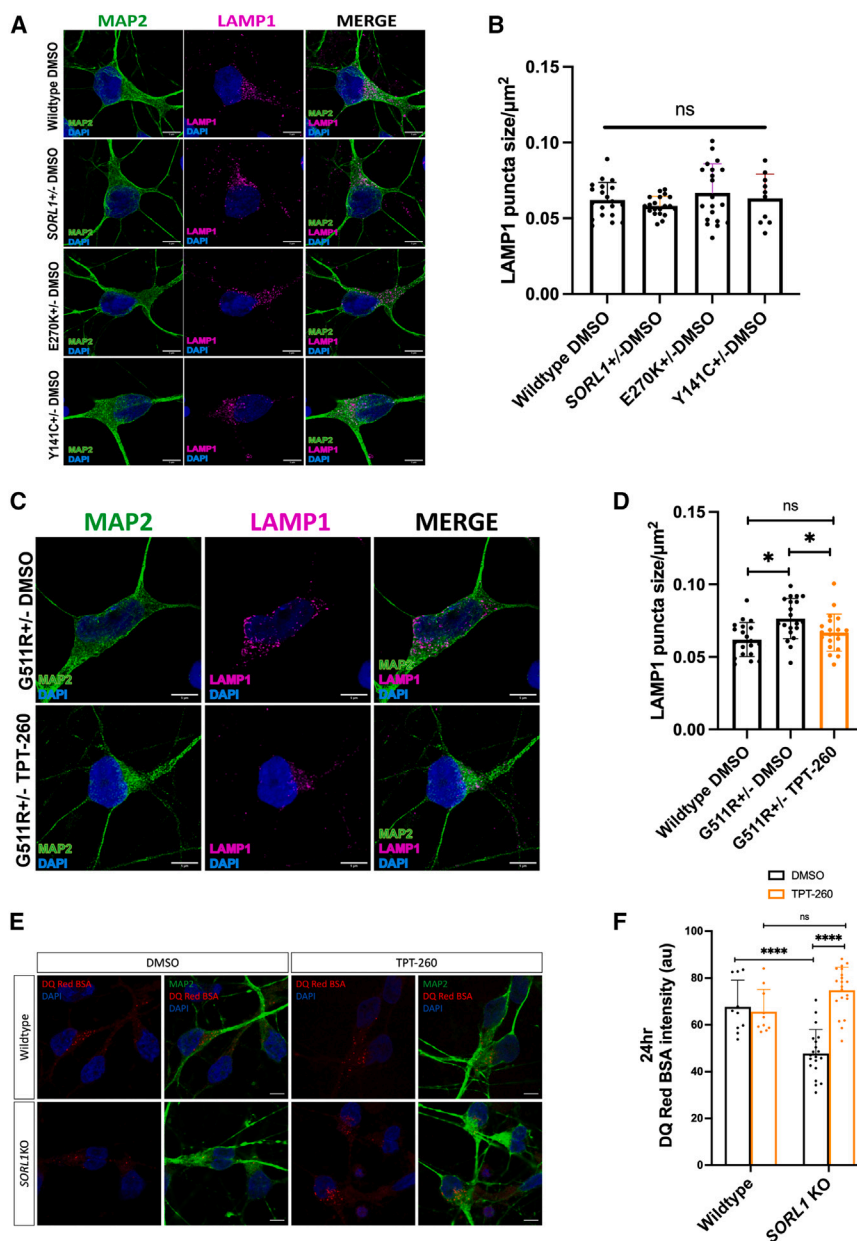 A
MAP2 LAMP1 MERGE
Wildtype DMSO
MAP2
DAPI
LAMP1
DAPI
MAP2
LAMP1
DAPI
SORL1+/- DMSO
MAP2
DAPI
LAMP1
DAPI
MAP2
LAMP1
DAPI
E270K+/- DMSO
MAP2
DAPI
LAMP1
DAPI
MAP2
LAMP1
DAPI
Y141C+/- DMSO
MAP2
DAPI
LAMP1
DAPI
MAP2
LAMP1
DAPI
B
LAMP1 puncta size/μm²
0.15
0.10
0.05
0.00
ns
Wildtype DMSO
SORL1+/-DMSO
E270K+/-DMSO
Y141C+/-DMSO
C
MAP2 LAMP1 MERGE
G511R+/- DMSO
MAP2
DAPI
LAMP1
DAPI
MAP2
LAMP1
DAPI
G511R+/- TPT-260
MAP2
DAPI
LAMP1
DAPI
MAP2
LAMP1
DAPI
D
LAMP1 puncta size/μm²
0.15
0.10
0.05
0.00
ns
* *
Wildtype DMSO
G511R+/- DMSO
G511R+/- TPT-260
E
DMSO TPT-260
Wildtype
DQ Red BSA
DAPI
MAP2
DQ Red BSA
DAPI
DQ Red BSA
DAPI
MAP2
DQ Red BSA
DAPI
SORL1KO
F
DMSO
TPT-260
24hr
DQ Red BSA intensity (au)
100
80
60
40
20
0
ns
**** ****
Wildtype
SORL1 KO